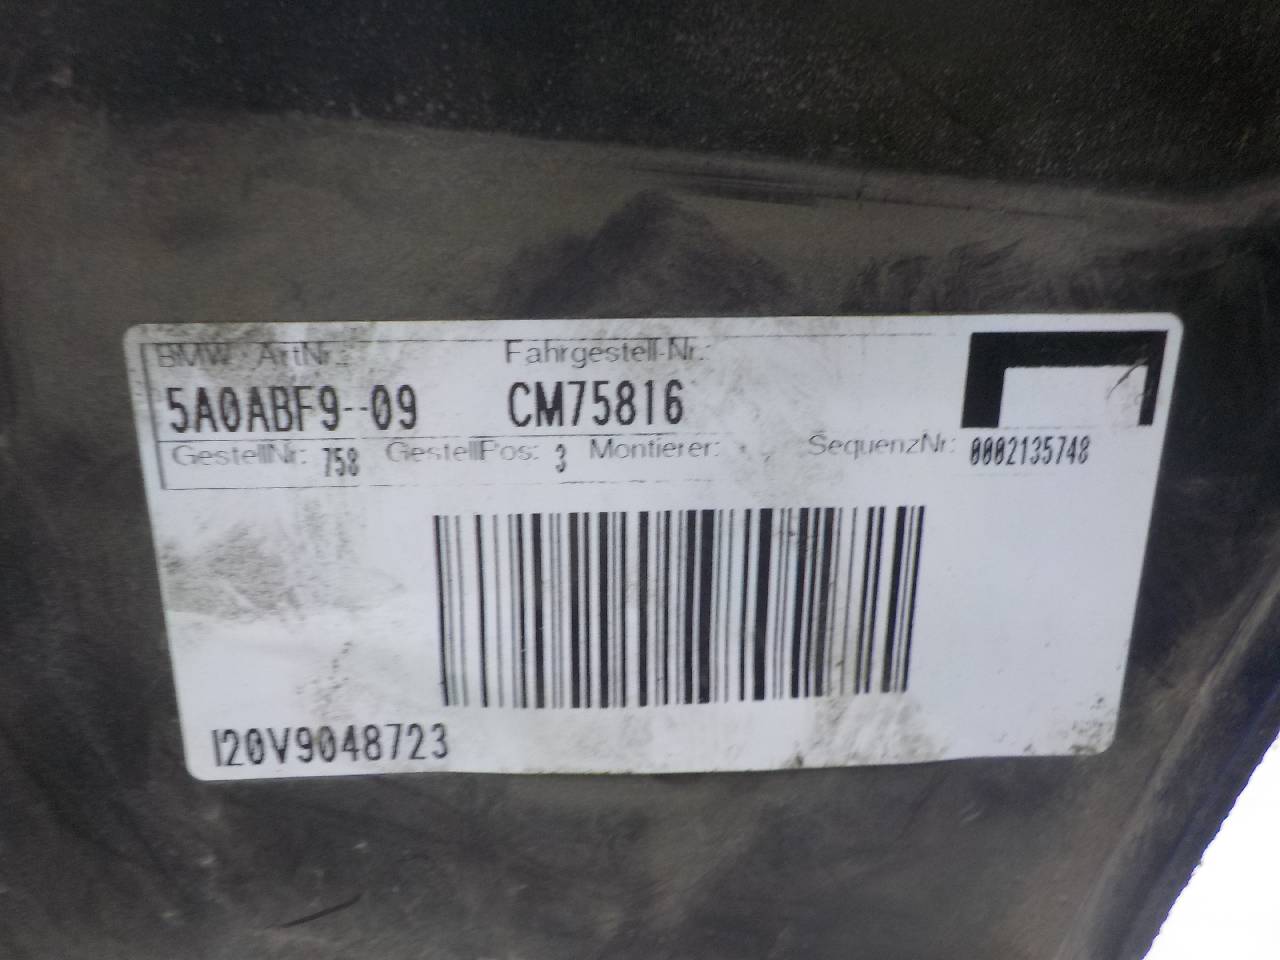 BMW - ArtNr.: Fahrgestell-Nr.:
5A0ABF9--09 CM75816
GestellNr: 758 GestellPos: 3 Montierer: SequenzNr: 0002135748
I20V9048723